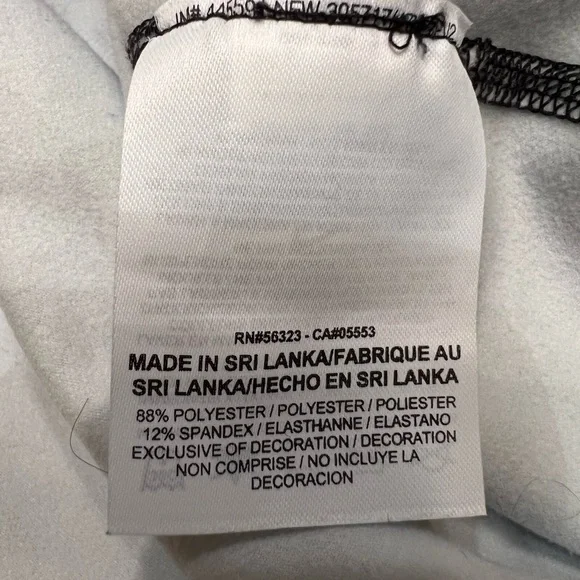 RN#56323 - CA#05553
MADE IN SRI LANKA/FABRIQUE AU
SRI LANKA/HECHO EN SRI LANKA
88% POLYESTER / POLYESTER / POLIESTER
12% SPANDEX / ELASTHANNE / ELASTANO
EXCLUSIVE OF DECORATION / DECORATION
NON COMPRISE / NO INCLUYE LA
DECORACION